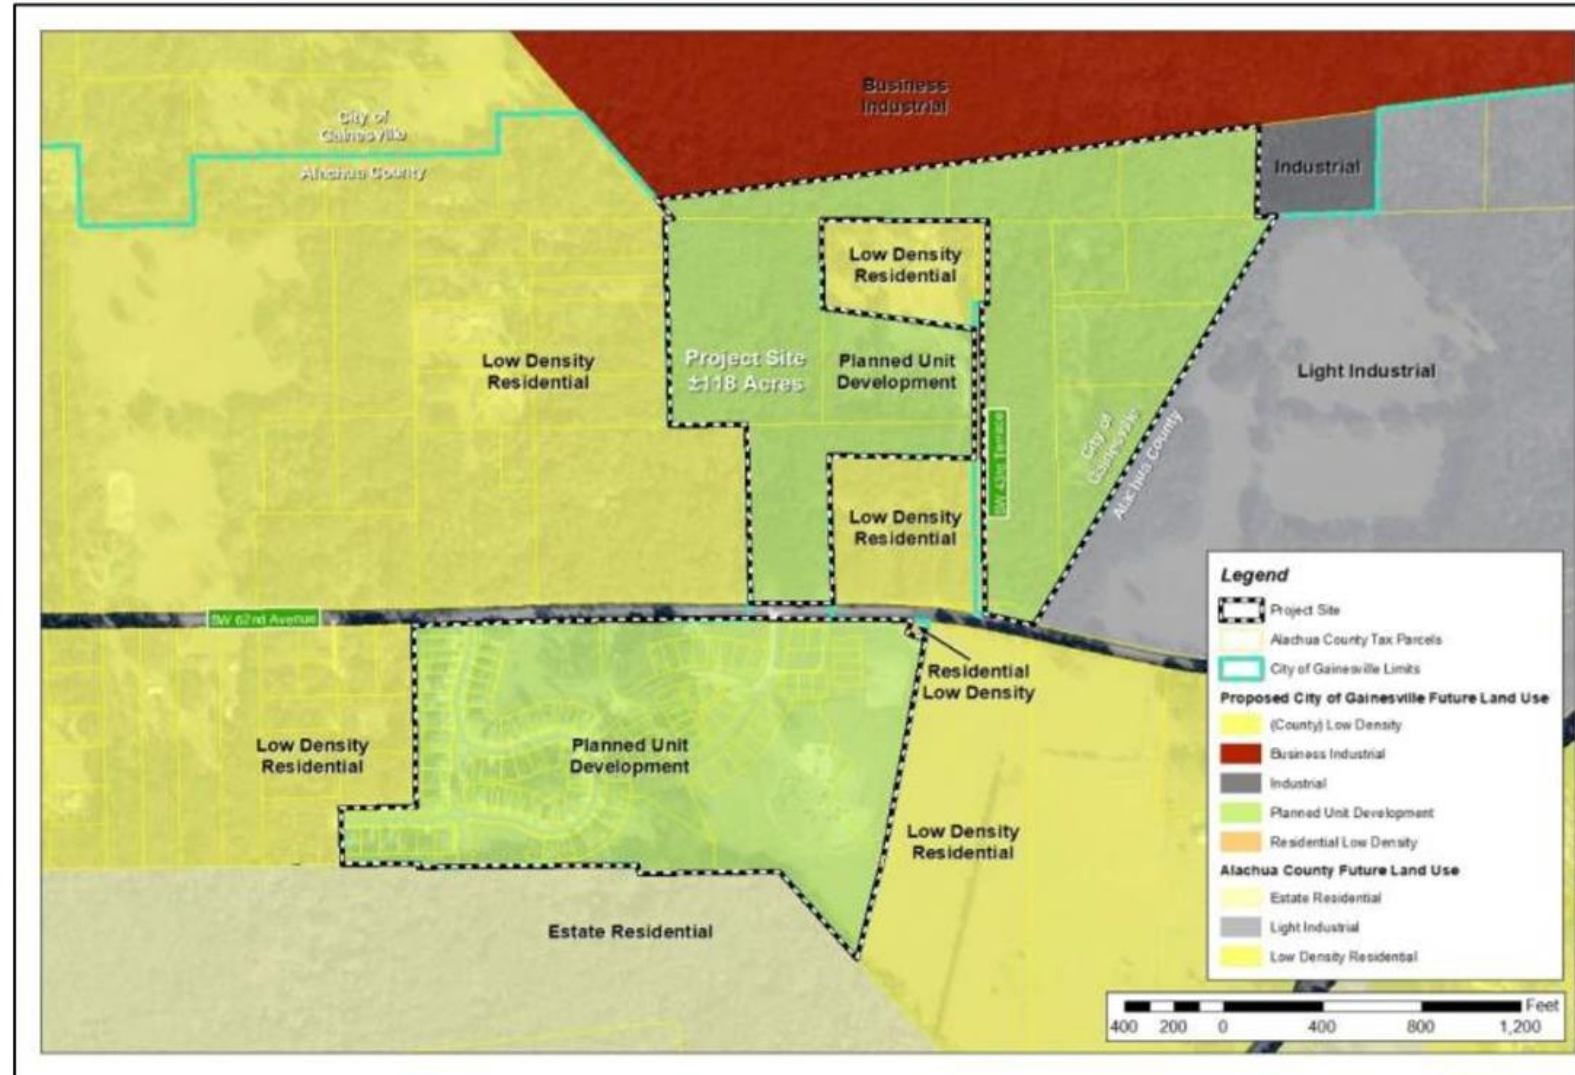 Business
Industrial
City of
Gainesville
Alachua County
Industrial
Low Density
Residential
Low Density
Residential
Project Site
±118 Acres
Planned Unit
Development
Light Industrial
SW 43rd Terrace
City of
Gainesville
Alachua County
Low Density
Residential
SW 62nd Avenue
Residential
Low Density
Low Density
Residential
Planned Unit
Development
Low Density
Residential
Estate Residential
Legend
Project Site
Alachua County Tax Parcels
City of Gainesville Limits
Proposed City of Gainesville Future Land Use
(County) Low Density
Business Industrial
Industrial
Planned Unit Development
Residential Low Density
Alachua County Future Land Use
Estate Residential
Light Industrial
Low Density Residential
Feet
400 200 0 400 800 1,200